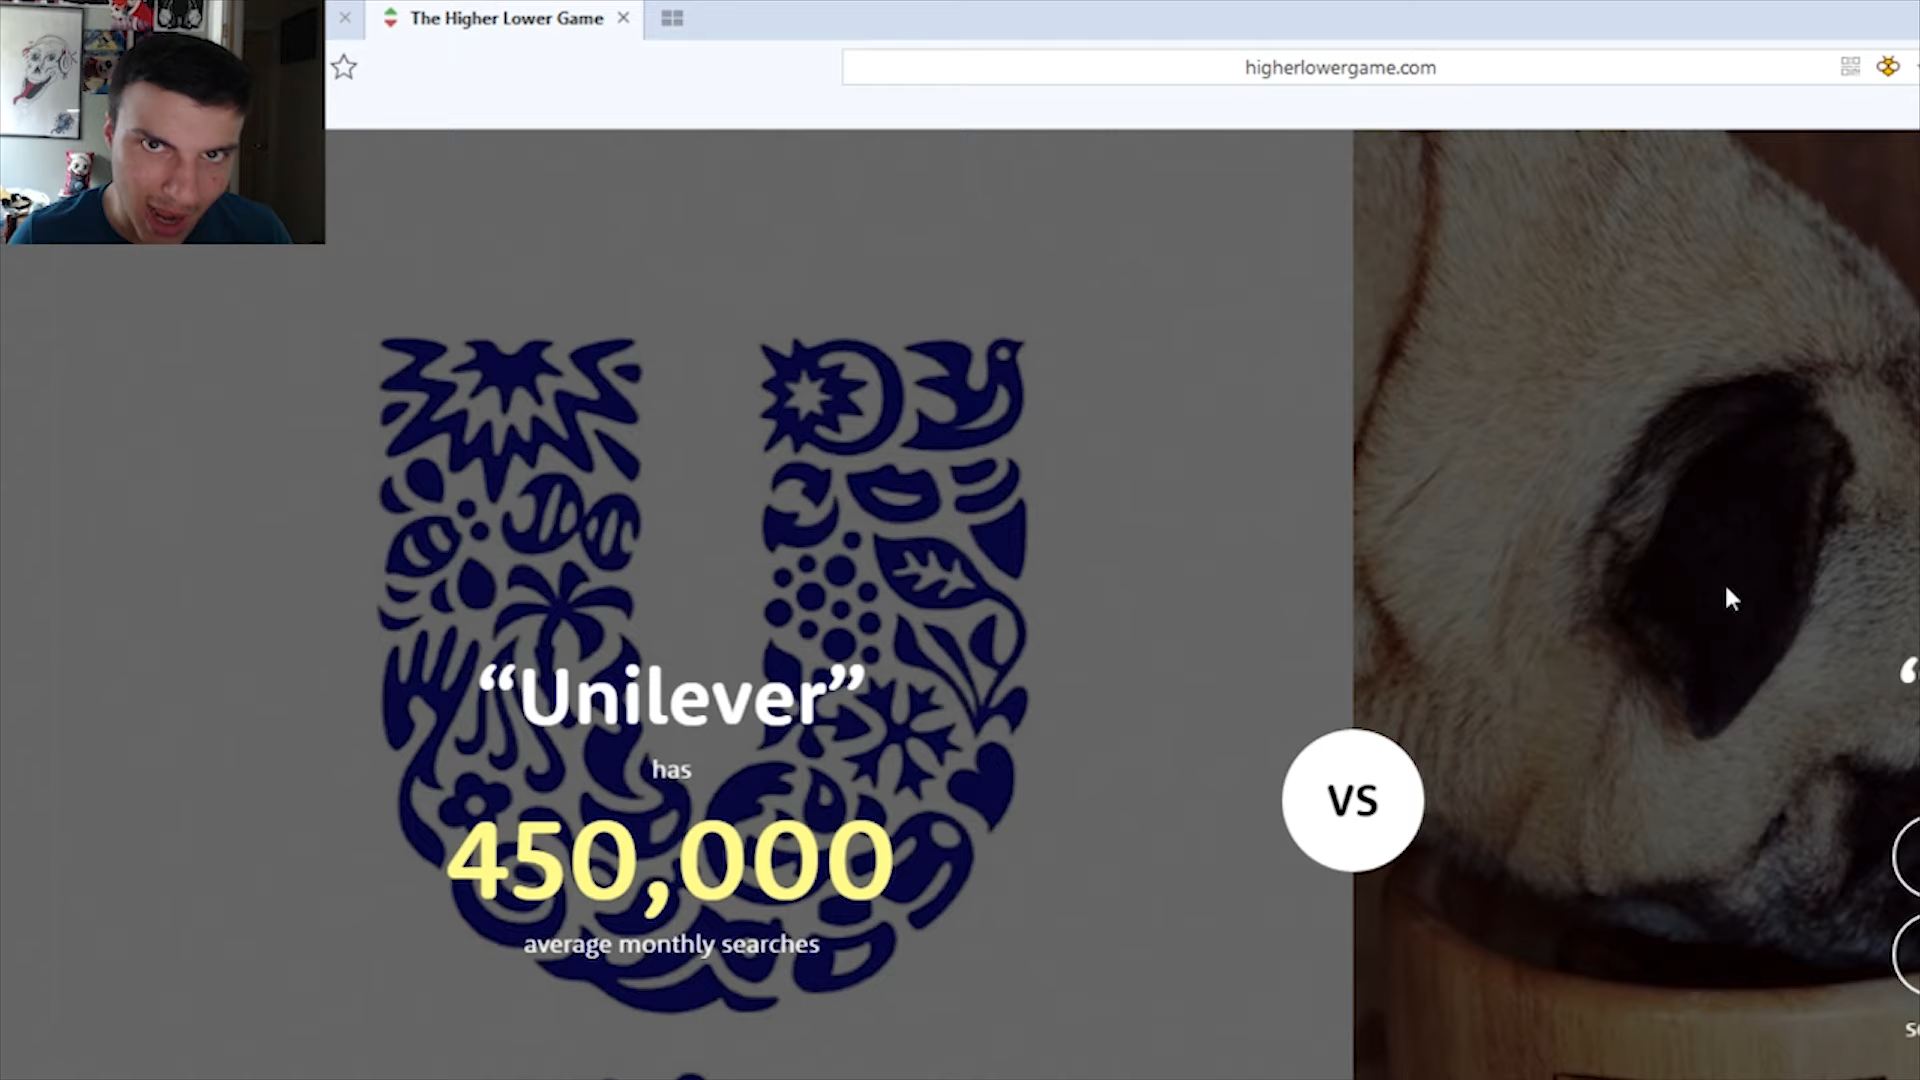 The Higher Lower Game
higherlowergame.com
“Unilever”
has
450,000
average monthly searches
VS
“